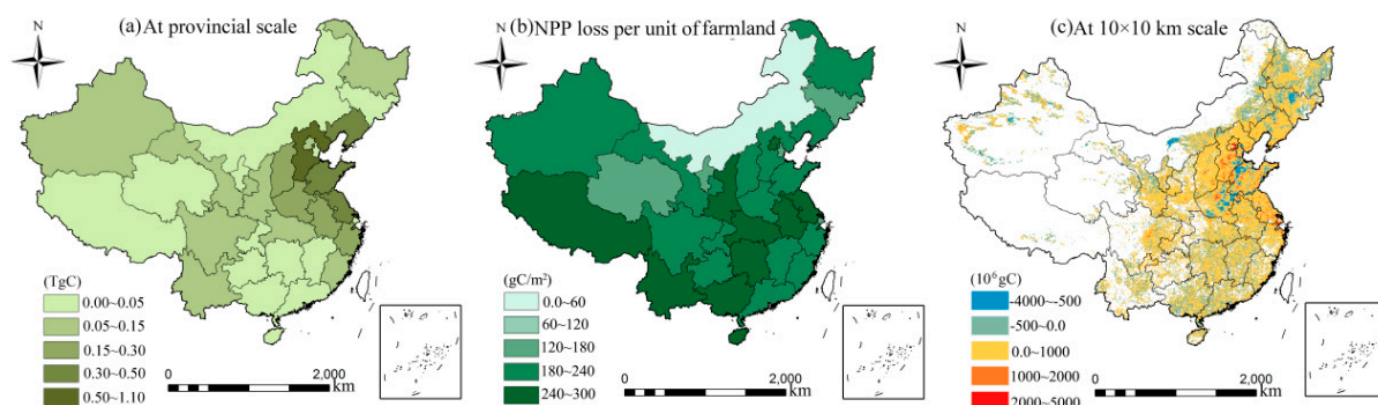 (a) At provincial scale
N
(TgC)
0.00~0.05
0.05~0.15
0.15~0.30
0.30~0.50
0.50~1.10
0 2,000
km
(b) NPP loss per unit of farmland
N
(gC/m²)
0.0~60
60~120
120~180
180~240
240~300
0 2,000
km
(c) At 10×10 km scale
N
(10⁶gC)
-4000~-500
-500~0.0
0.0~1000
1000~2000
2000~5000
0 2,000
km